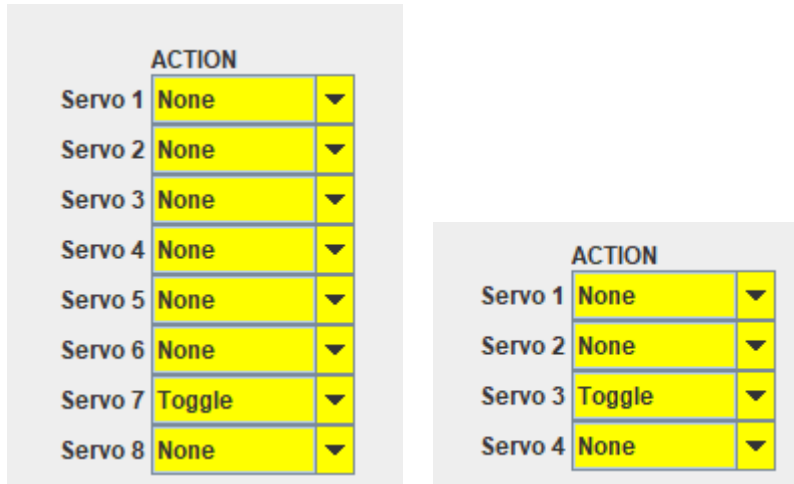 ACTION
Servo 1 None
Servo 2 None
Servo 3 None
Servo 4 None
Servo 5 None
Servo 6 None
Servo 7 Toggle
Servo 8 None
ACTION
Servo 1 None
Servo 2 None
Servo 3 Toggle
Servo 4 None